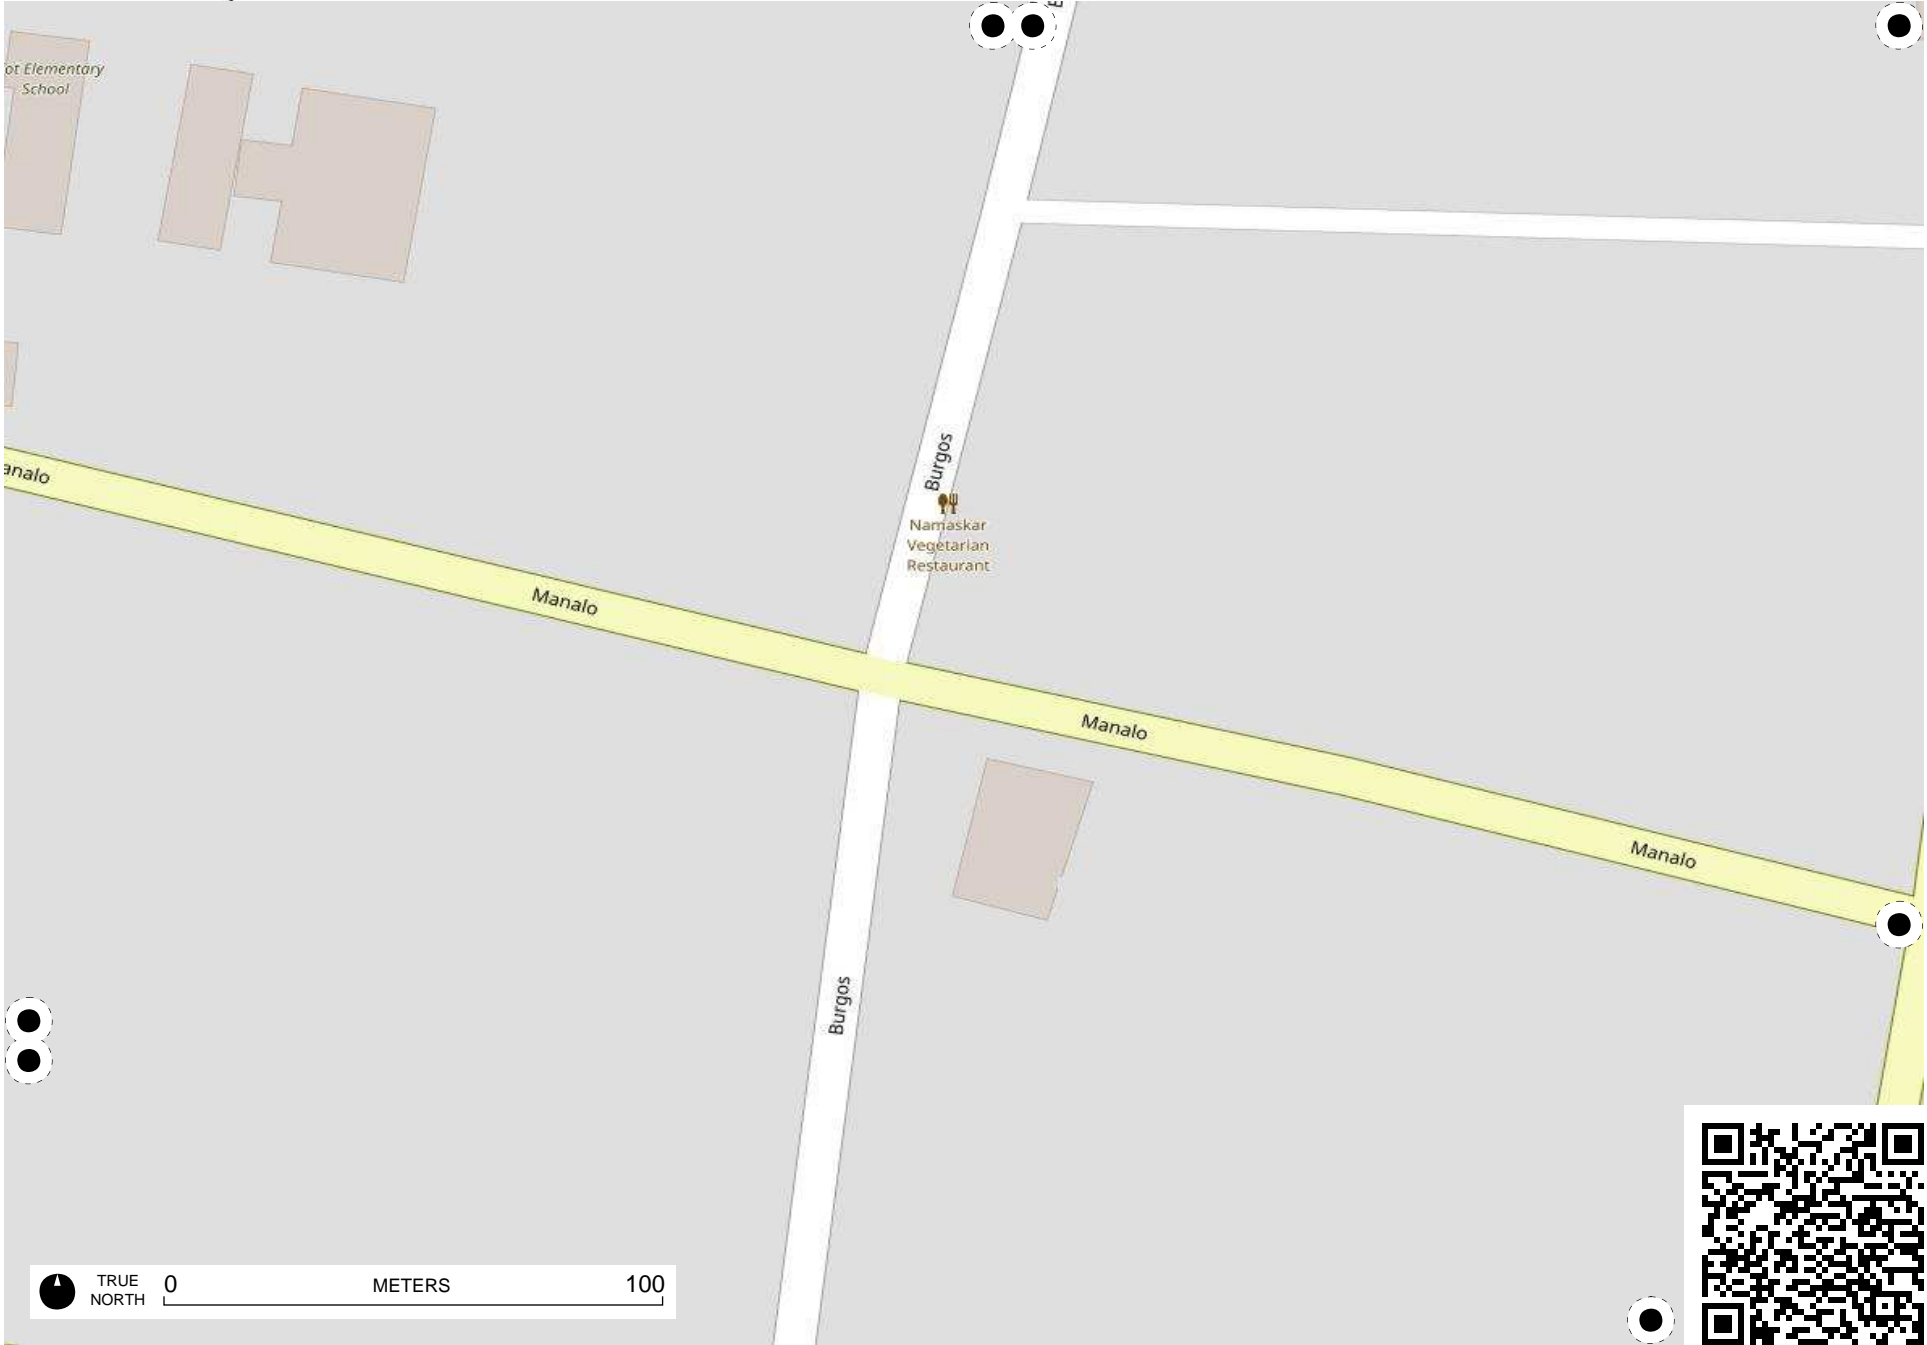 ot Elementary
School
Burgos
Namaskar
Vegetarian
Restaurant
analo
Manalo
Manalo
Manalo
Burgos
TRUE
NORTH
0 METERS 100